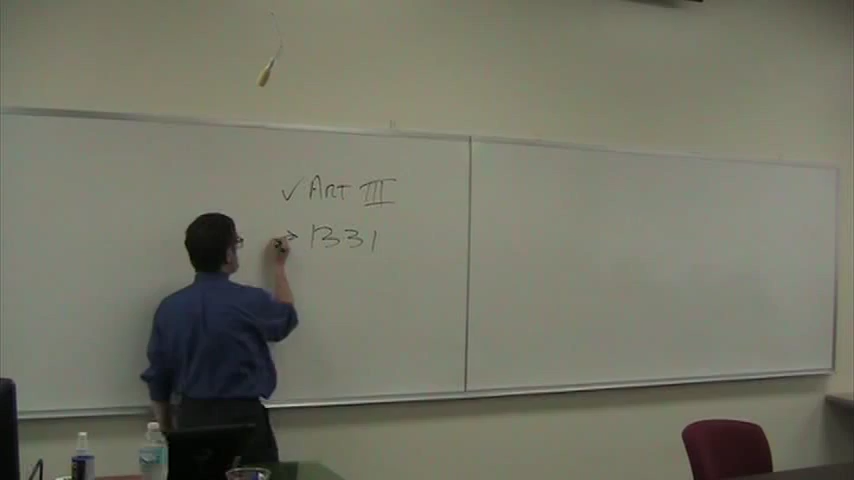 ✓ ART III
→ 1331